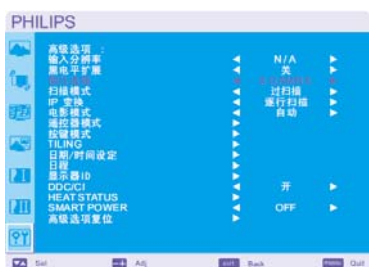 PHILIPS
高级选项 :
输入分辨率 N/A
黑电平扩展 关
扫描模式 过扫描
IP 变换 逐行扫描
电影模式 自动
遥控器模式
按键模式
TILING
日期/时间设定
日程
显示器ID
DDC/CI 开
HEAT STATUS
SMART POWER OFF
高级选项复位
Sel Adj exit Back menu Quit